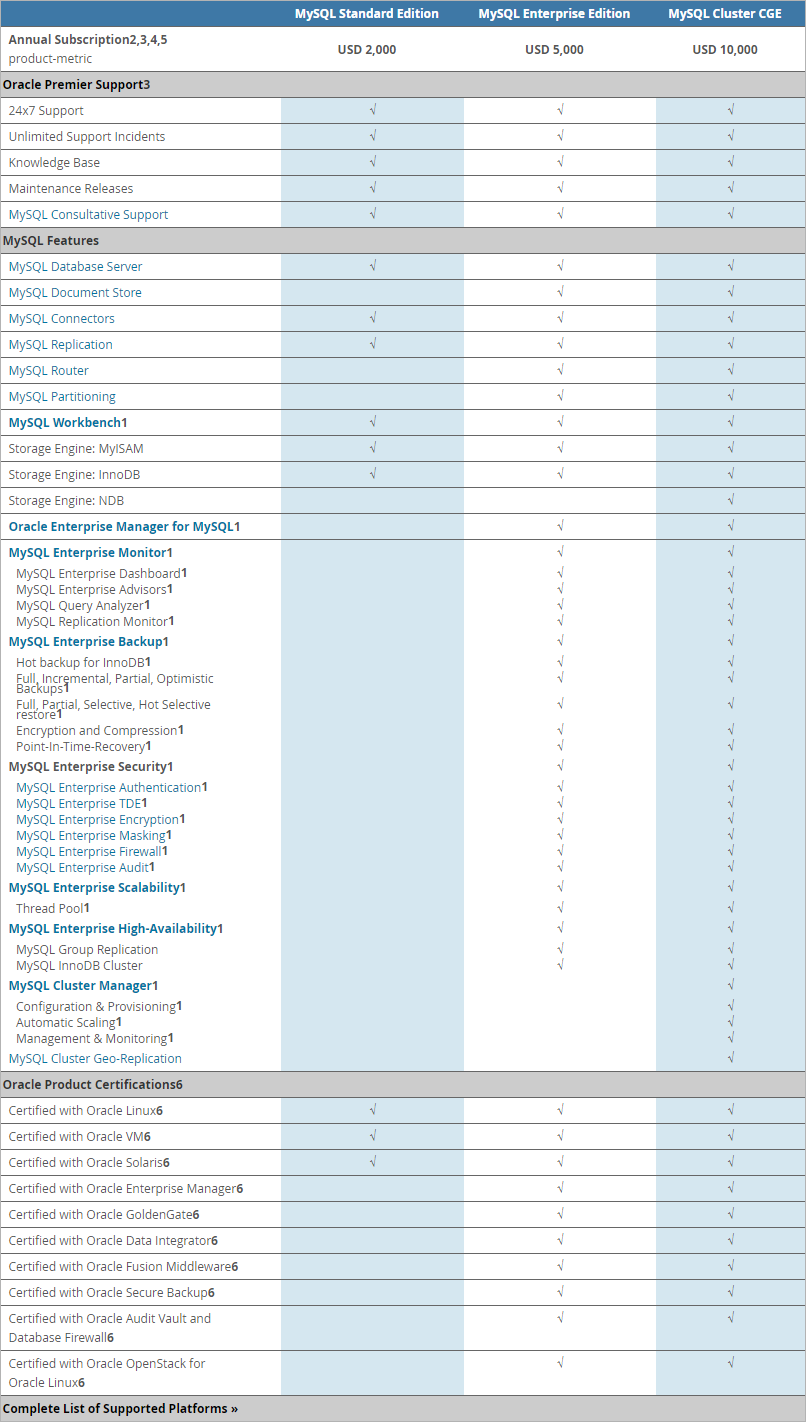 MySQL Standard Edition MySQL Enterprise Edition MySQL Cluster CGE
Annual Subscription2,3,4,5
product-metric
USD 2,000 USD 5,000 USD 10,000
Oracle Premier Support3
24x7 Support √ √ √
Unlimited Support Incidents √ √ √
Knowledge Base √ √ √
Maintenance Releases √ √ √
MySQL Consultative Support √ √ √
MySQL Features
MySQL Database Server √ √ √
MySQL Document Store √ √
MySQL Connectors √ √ √
MySQL Replication √ √ √
MySQL Router √ √
MySQL Partitioning √ √
MySQL Workbench1 √ √ √
Storage Engine: MyISAM √ √ √
Storage Engine: InnoDB √ √ √
Storage Engine: NDB √
Oracle Enterprise Manager for MySQL1 √ √
MySQL Enterprise Monitor1 √ √
MySQL Enterprise Dashboard1 √ √
MySQL Enterprise Advisors1 √ √
MySQL Query Analyzer1 √ √
MySQL Replication Monitor1 √ √
MySQL Enterprise Backup1 √ √
Hot backup for InnoDB1 √ √
Full, Incremental, Partial, Optimistic √ √
Backups1
Full, Partial, Selective, Hot Selective √ √
restore1
Encryption and Compression1 √ √
Point-In-Time-Recovery1 √ √
MySQL Enterprise Security1 √ √
MySQL Enterprise Authentication1 √ √
MySQL Enterprise TDE1 √ √
MySQL Enterprise Encryption1 √ √
MySQL Enterprise Masking1 √ √
MySQL Enterprise Firewall1 √ √
MySQL Enterprise Audit1 √ √
MySQL Enterprise Scalability1 √ √
Thread Pool1 √ √
MySQL Enterprise High-Availability1 √ √
MySQL Group Replication √ √
MySQL InnoDB Cluster √ √
MySQL Cluster Manager1 √
Configuration & Provisioning1 √
Automatic Scaling1 √
Management & Monitoring1 √
MySQL Cluster Geo-Replication √
Oracle Product Certifications6
Certified with Oracle Linux6 √ √ √
Certified with Oracle VM6 √ √ √
Certified with Oracle Solaris6 √ √ √
Certified with Oracle Enterprise Manager6 √ √
Certified with Oracle GoldenGate6 √ √
Certified with Oracle Data Integrator6 √ √
Certified with Oracle Fusion Middleware6 √ √
Certified with Oracle Secure Backup6 √ √
Certified with Oracle Audit Vault and √ √
Database Firewall6
Certified with Oracle OpenStack for √ √
Oracle Linux6
Complete List of Supported Platforms »